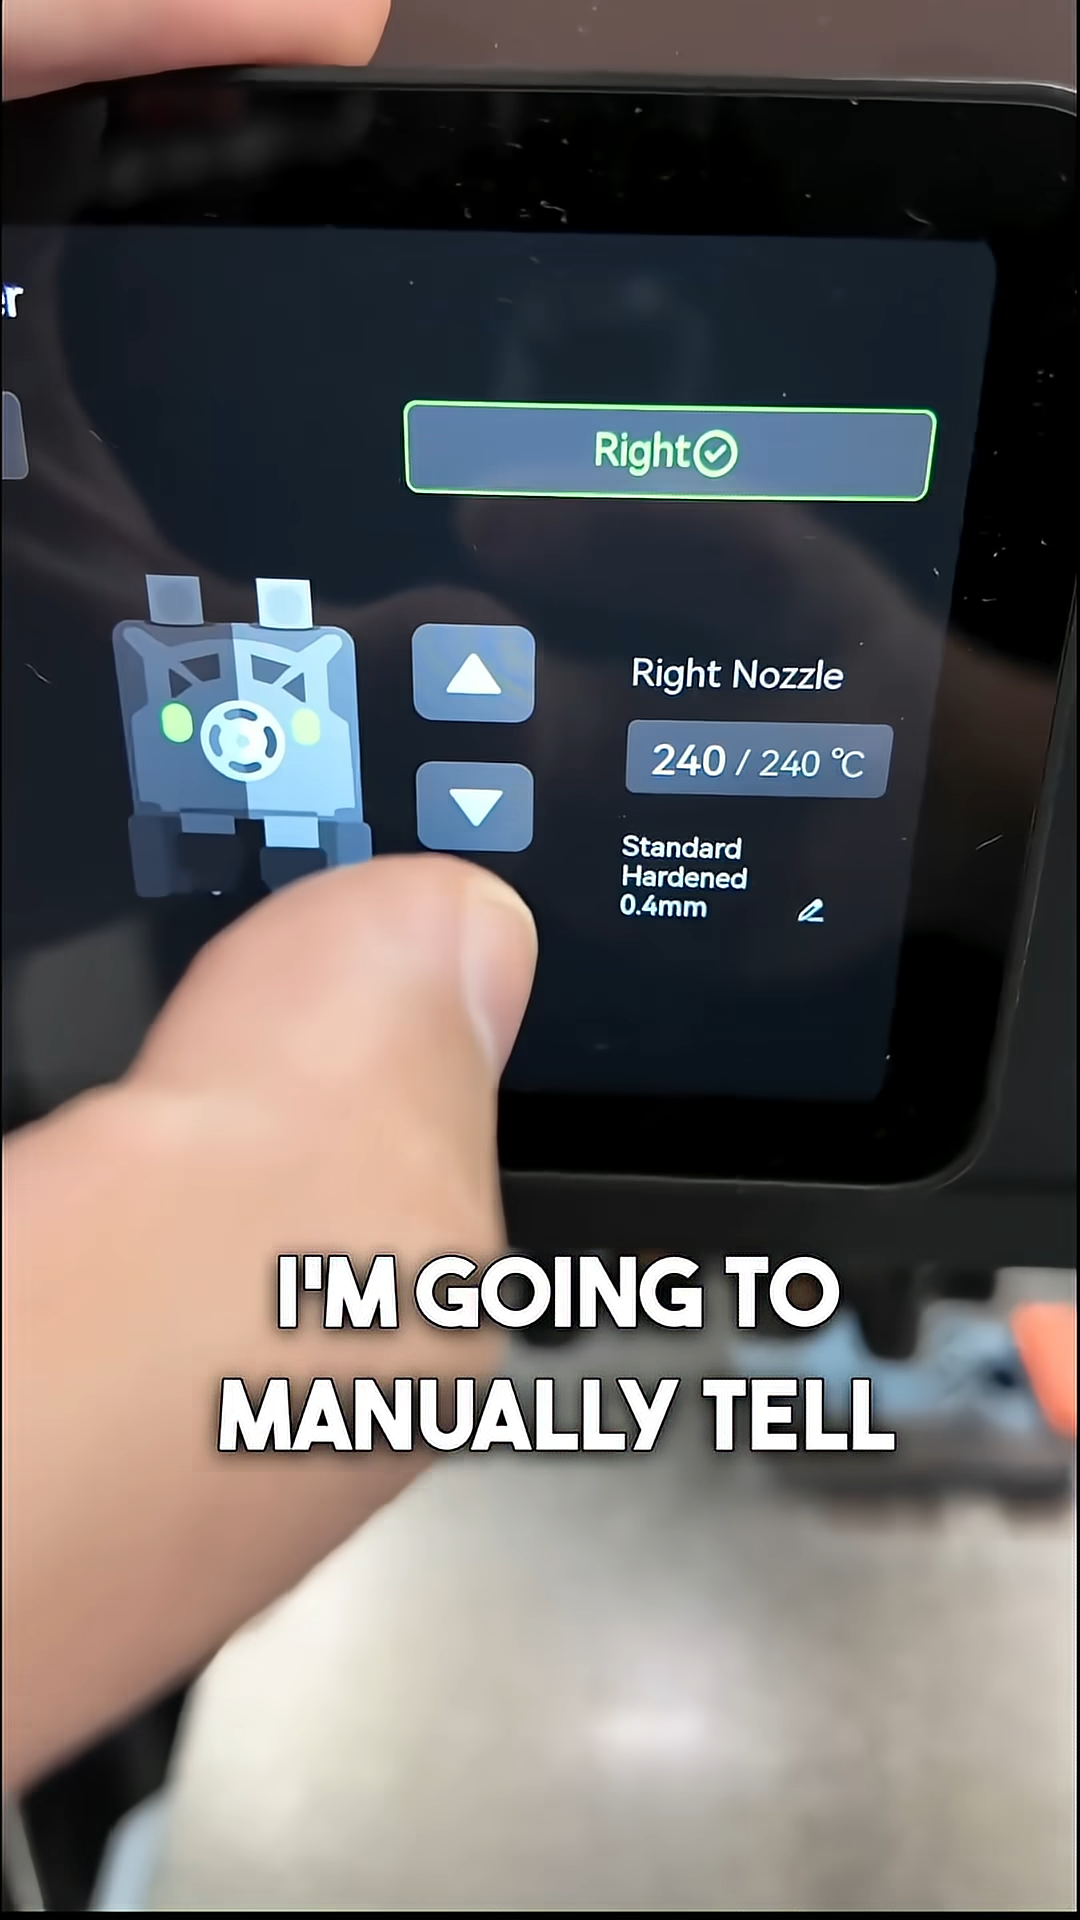 Right
Right Nozzle
240 / 240 °C
Standard
Hardened
0.4mm
I'M GOING TO
MANUALLY TELL